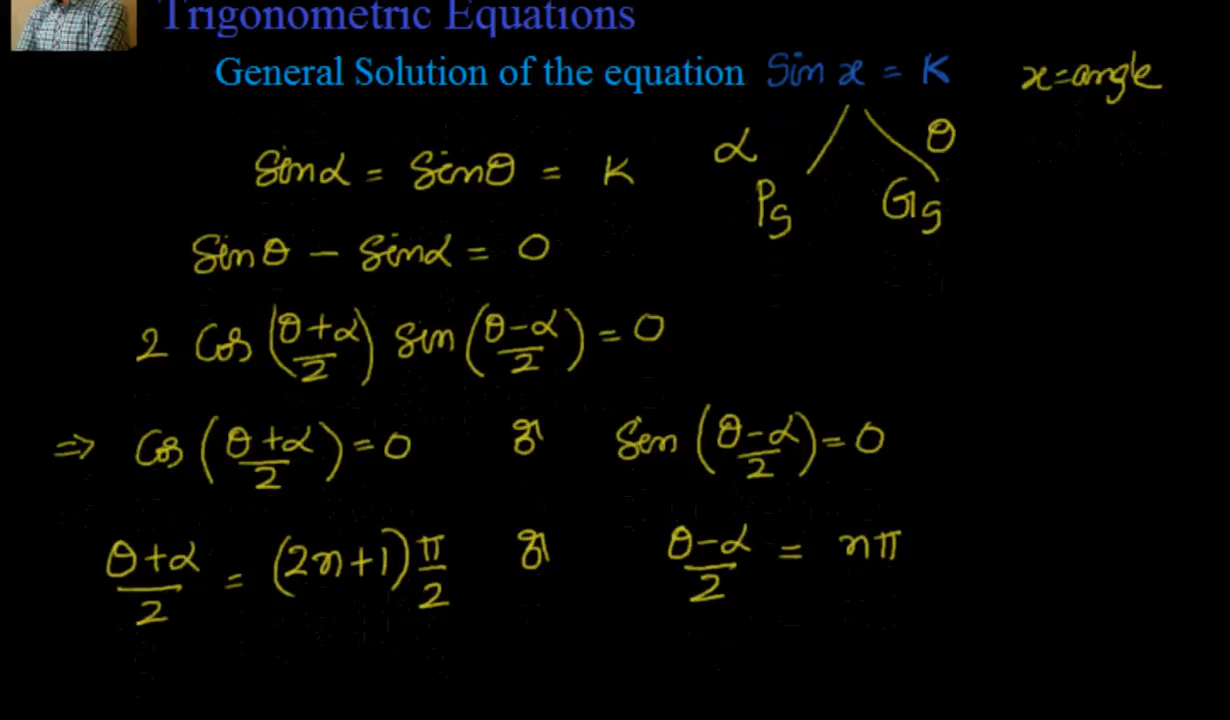 Trigonometric Equations
General Solution of the equation Sin x = K x=angle
α θ
Sinα = Sinθ = K
Ps Gs
Sinθ − Sinα = 0
2 Cos (θ+α/2) Sin (θ−α/2) = 0
⇒ Cos (θ+α/2) = 0 or Sin (θ−α/2) = 0
θ+α/2 = (2n+1) π/2 or θ−α/2 = nπ